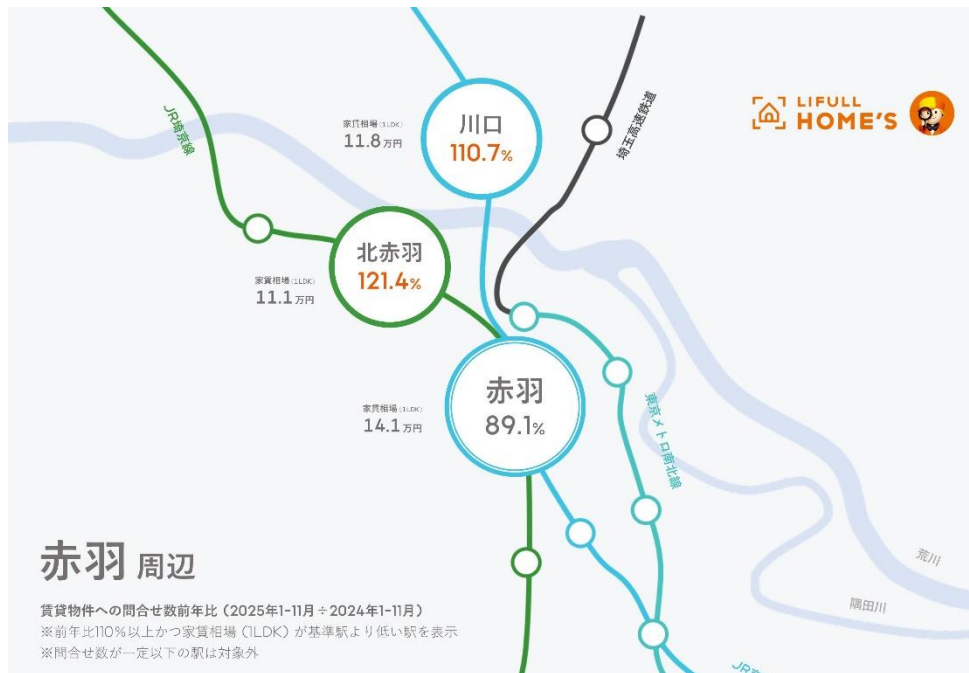 LIFULL
HOME'S
JR埼京線
埼玉高速鉄道
川口
110.7%
家賃相場(1LDK)
11.8万円
北赤羽
121.4%
家賃相場(1LDK)
11.1万円
赤羽
89.1%
家賃相場(1LDK)
14.1万円
東京メトロ南北線
荒川
隅田川
赤羽 周辺
賃貸物件への問合せ数前年比（2025年1-11月÷2024年1-11月）
※前年比110%以上かつ家賃相場（1LDK）が基準駅より低い駅を表示
※問合せ数が一定以下の駅は対象外
JR